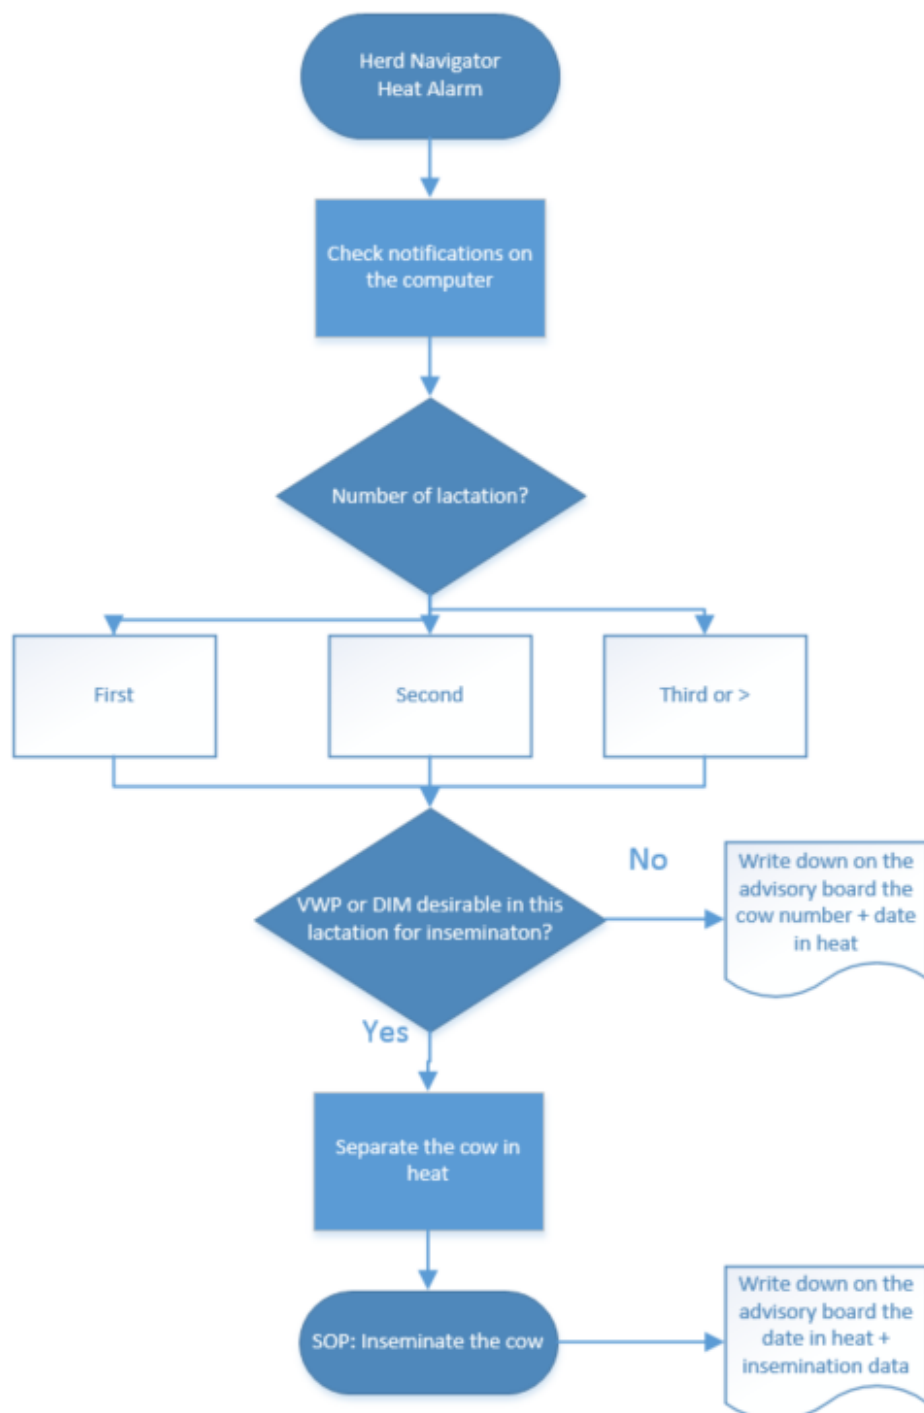 Herd Navigator
Heat Alarm
Check notifications on
the computer
Number of lactation?
First
Second
Third or >
VWP or DIM desirable in this
lactation for inseminaton?
No
Write down on the
advisory board the
cow number + date
in heat
Yes
Separate the cow in
heat
SOP: Inseminate the cow
Write down on the
advisory board the
date in heat +
insemination data